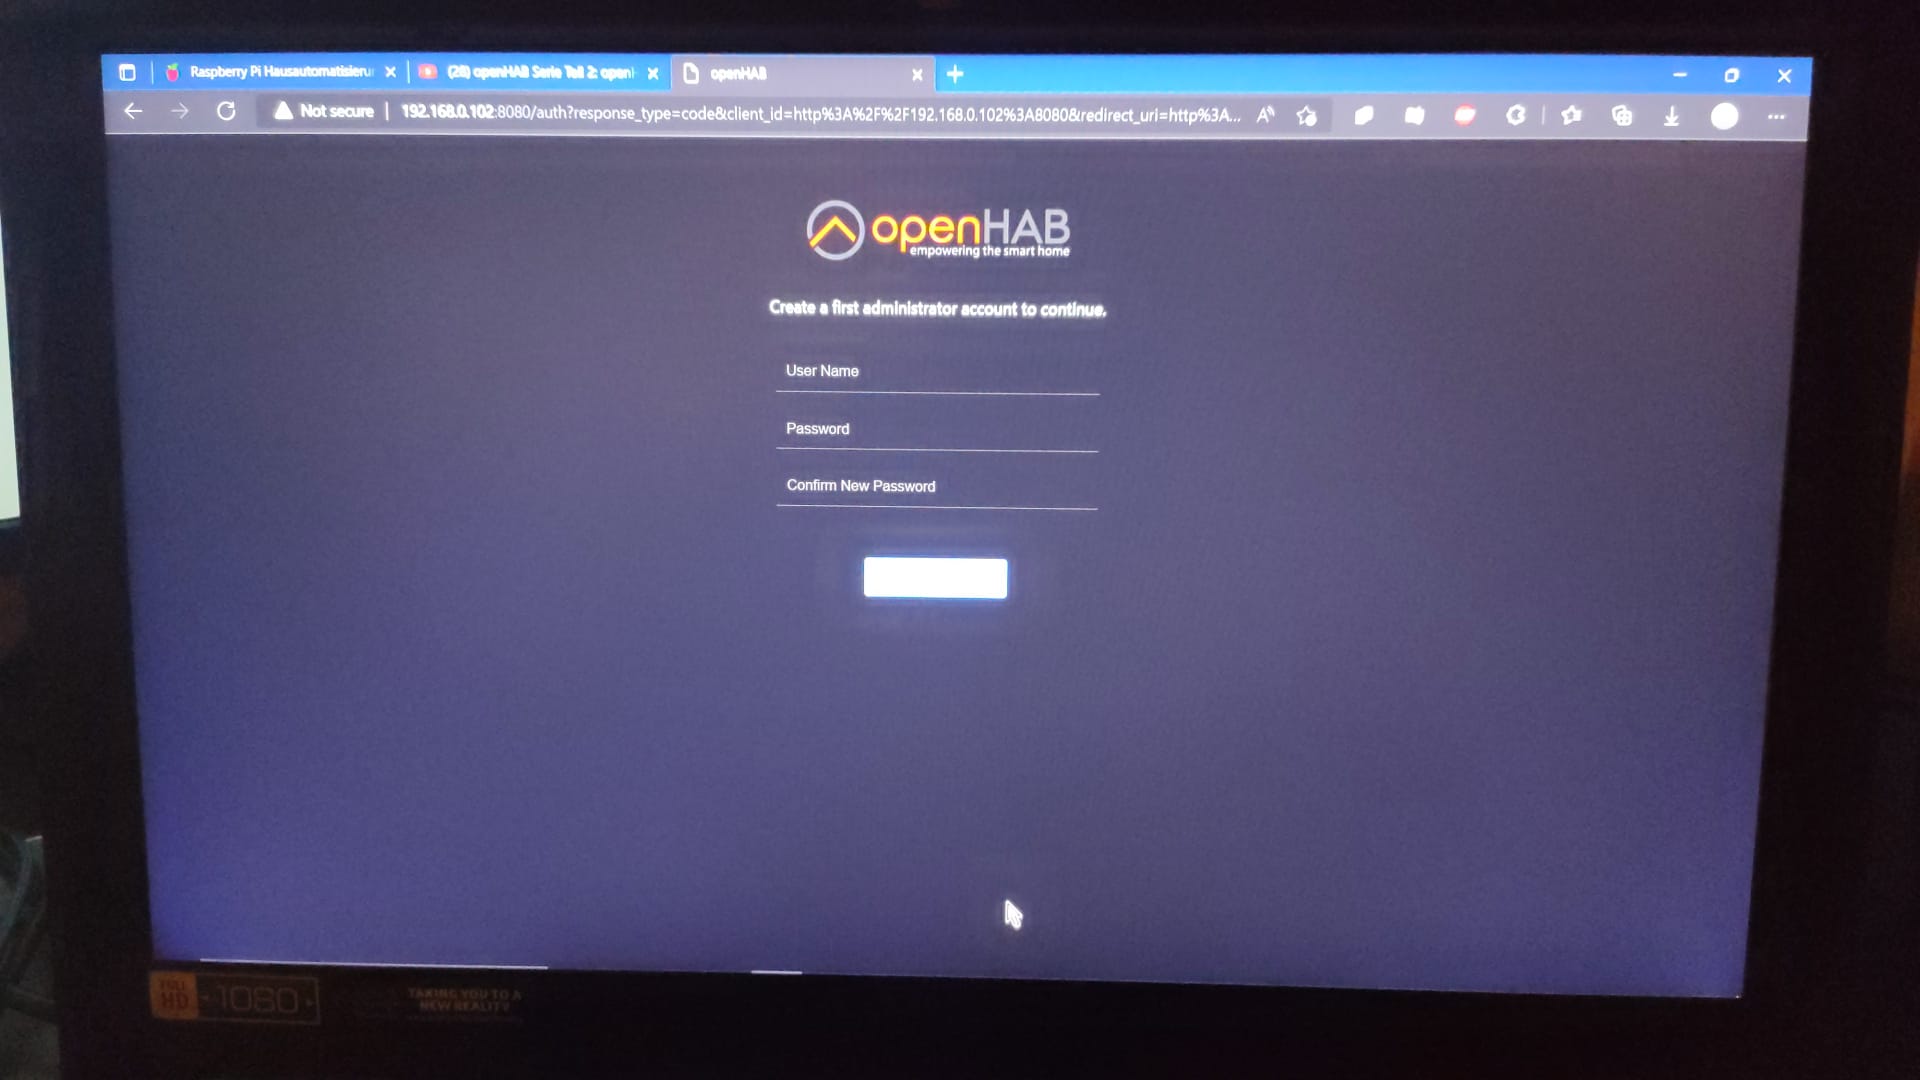 Raspberry Pi Hausautomatisieru
(28) openHAB Serie Teil 2: openH
openHAB
Not secure | 192.168.0.102:8080/auth?response_type=code&client_id=http%3A%2F%2F192.168.0.102%3A8080&redirect_uri=http%3A...
openHAB
empowering the smart home
Create a first administrator account to continue.
User Name
Password
Confirm New Password
FULL HD 1080
TAKING YOU TO A
NEW REALITY